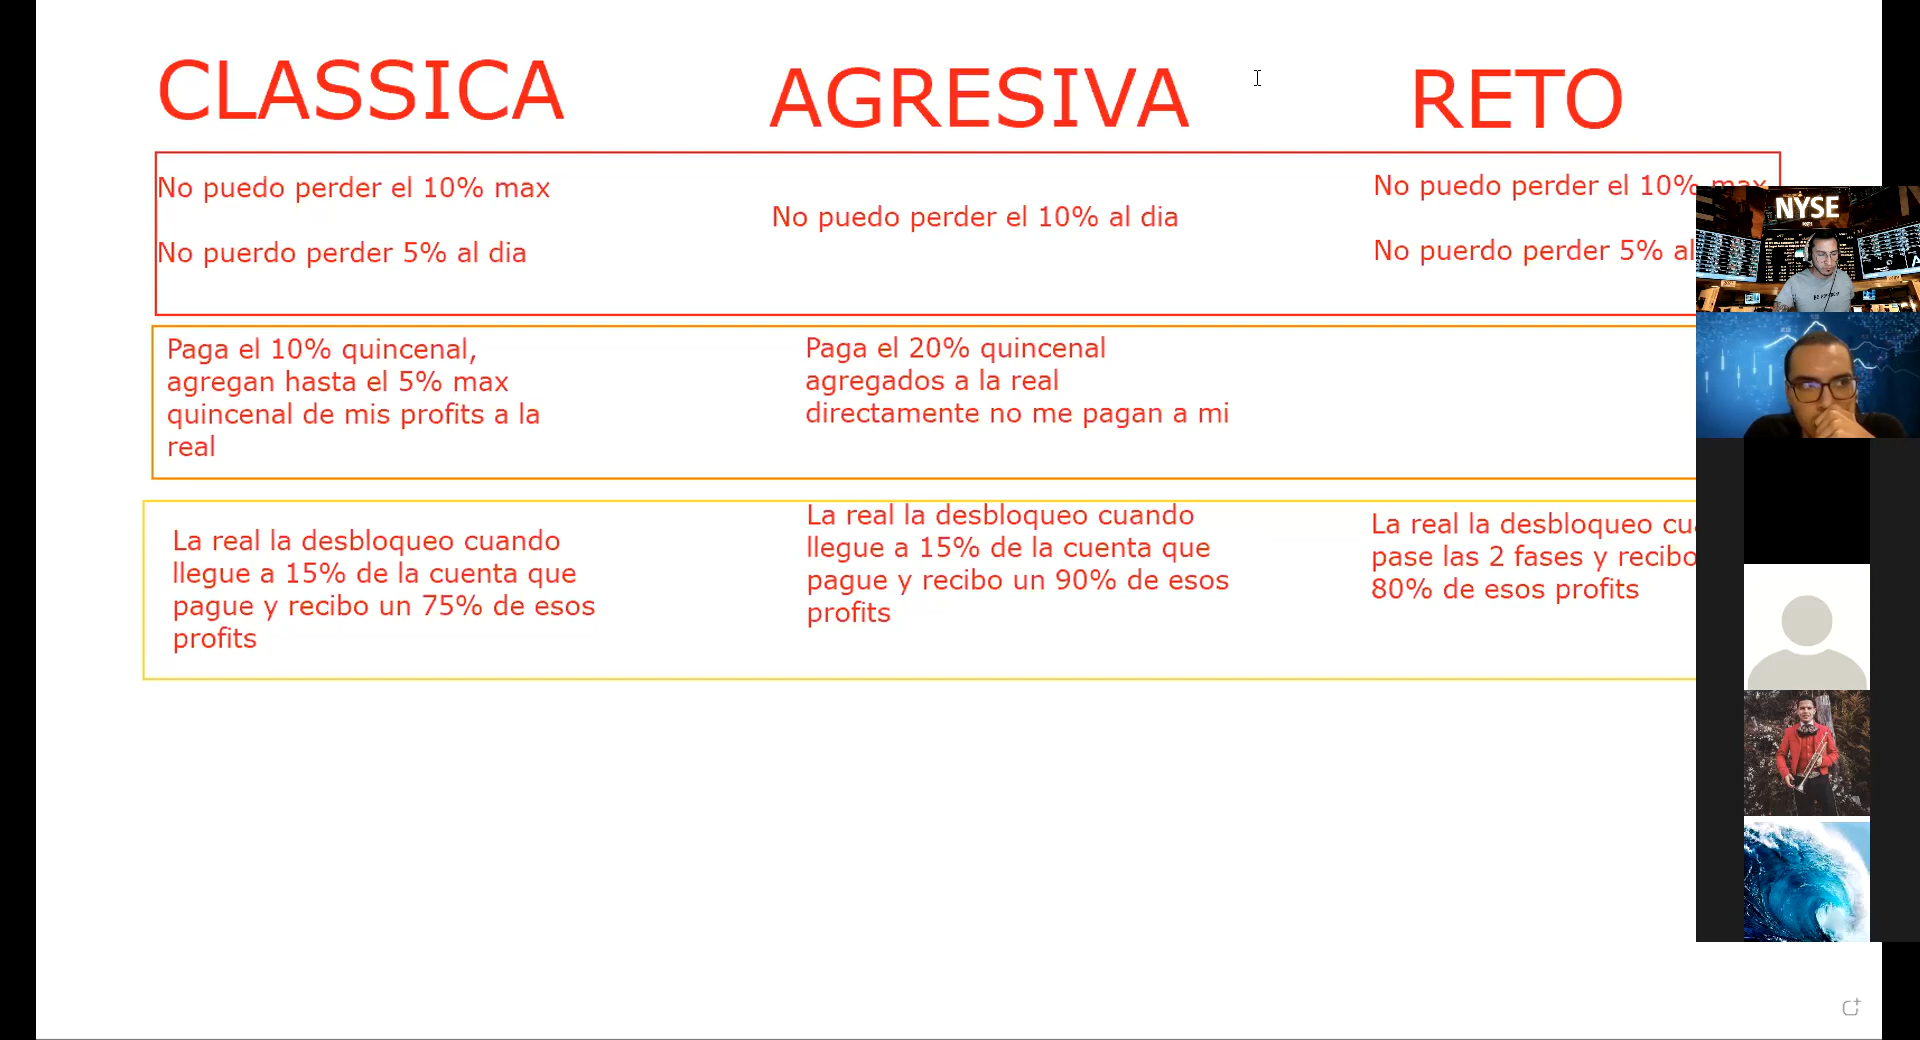 CLASSICA
AGRESIVA
RETO
No puedo perder el 10% max
No puerdo perder 5% al dia
No puedo perder el 10% al dia
No puedo perder el 10% max
No puerdo perder 5% al
Paga el 10% quincenal,
agregan hasta el 5% max
quincenal de mis profits a la
real
Paga el 20% quincenal
agregados a la real
directamente no me pagan a mi
La real la desbloqueo cuando
llegue a 15% de la cuenta que
pague y recibo un 75% de esos
profits
La real la desbloqueo cuando
llegue a 15% de la cuenta que
pague y recibo un 90% de esos
profits
La real la desbloqueo
pase las 2 fases y recibo
80% de esos profits
NYSE